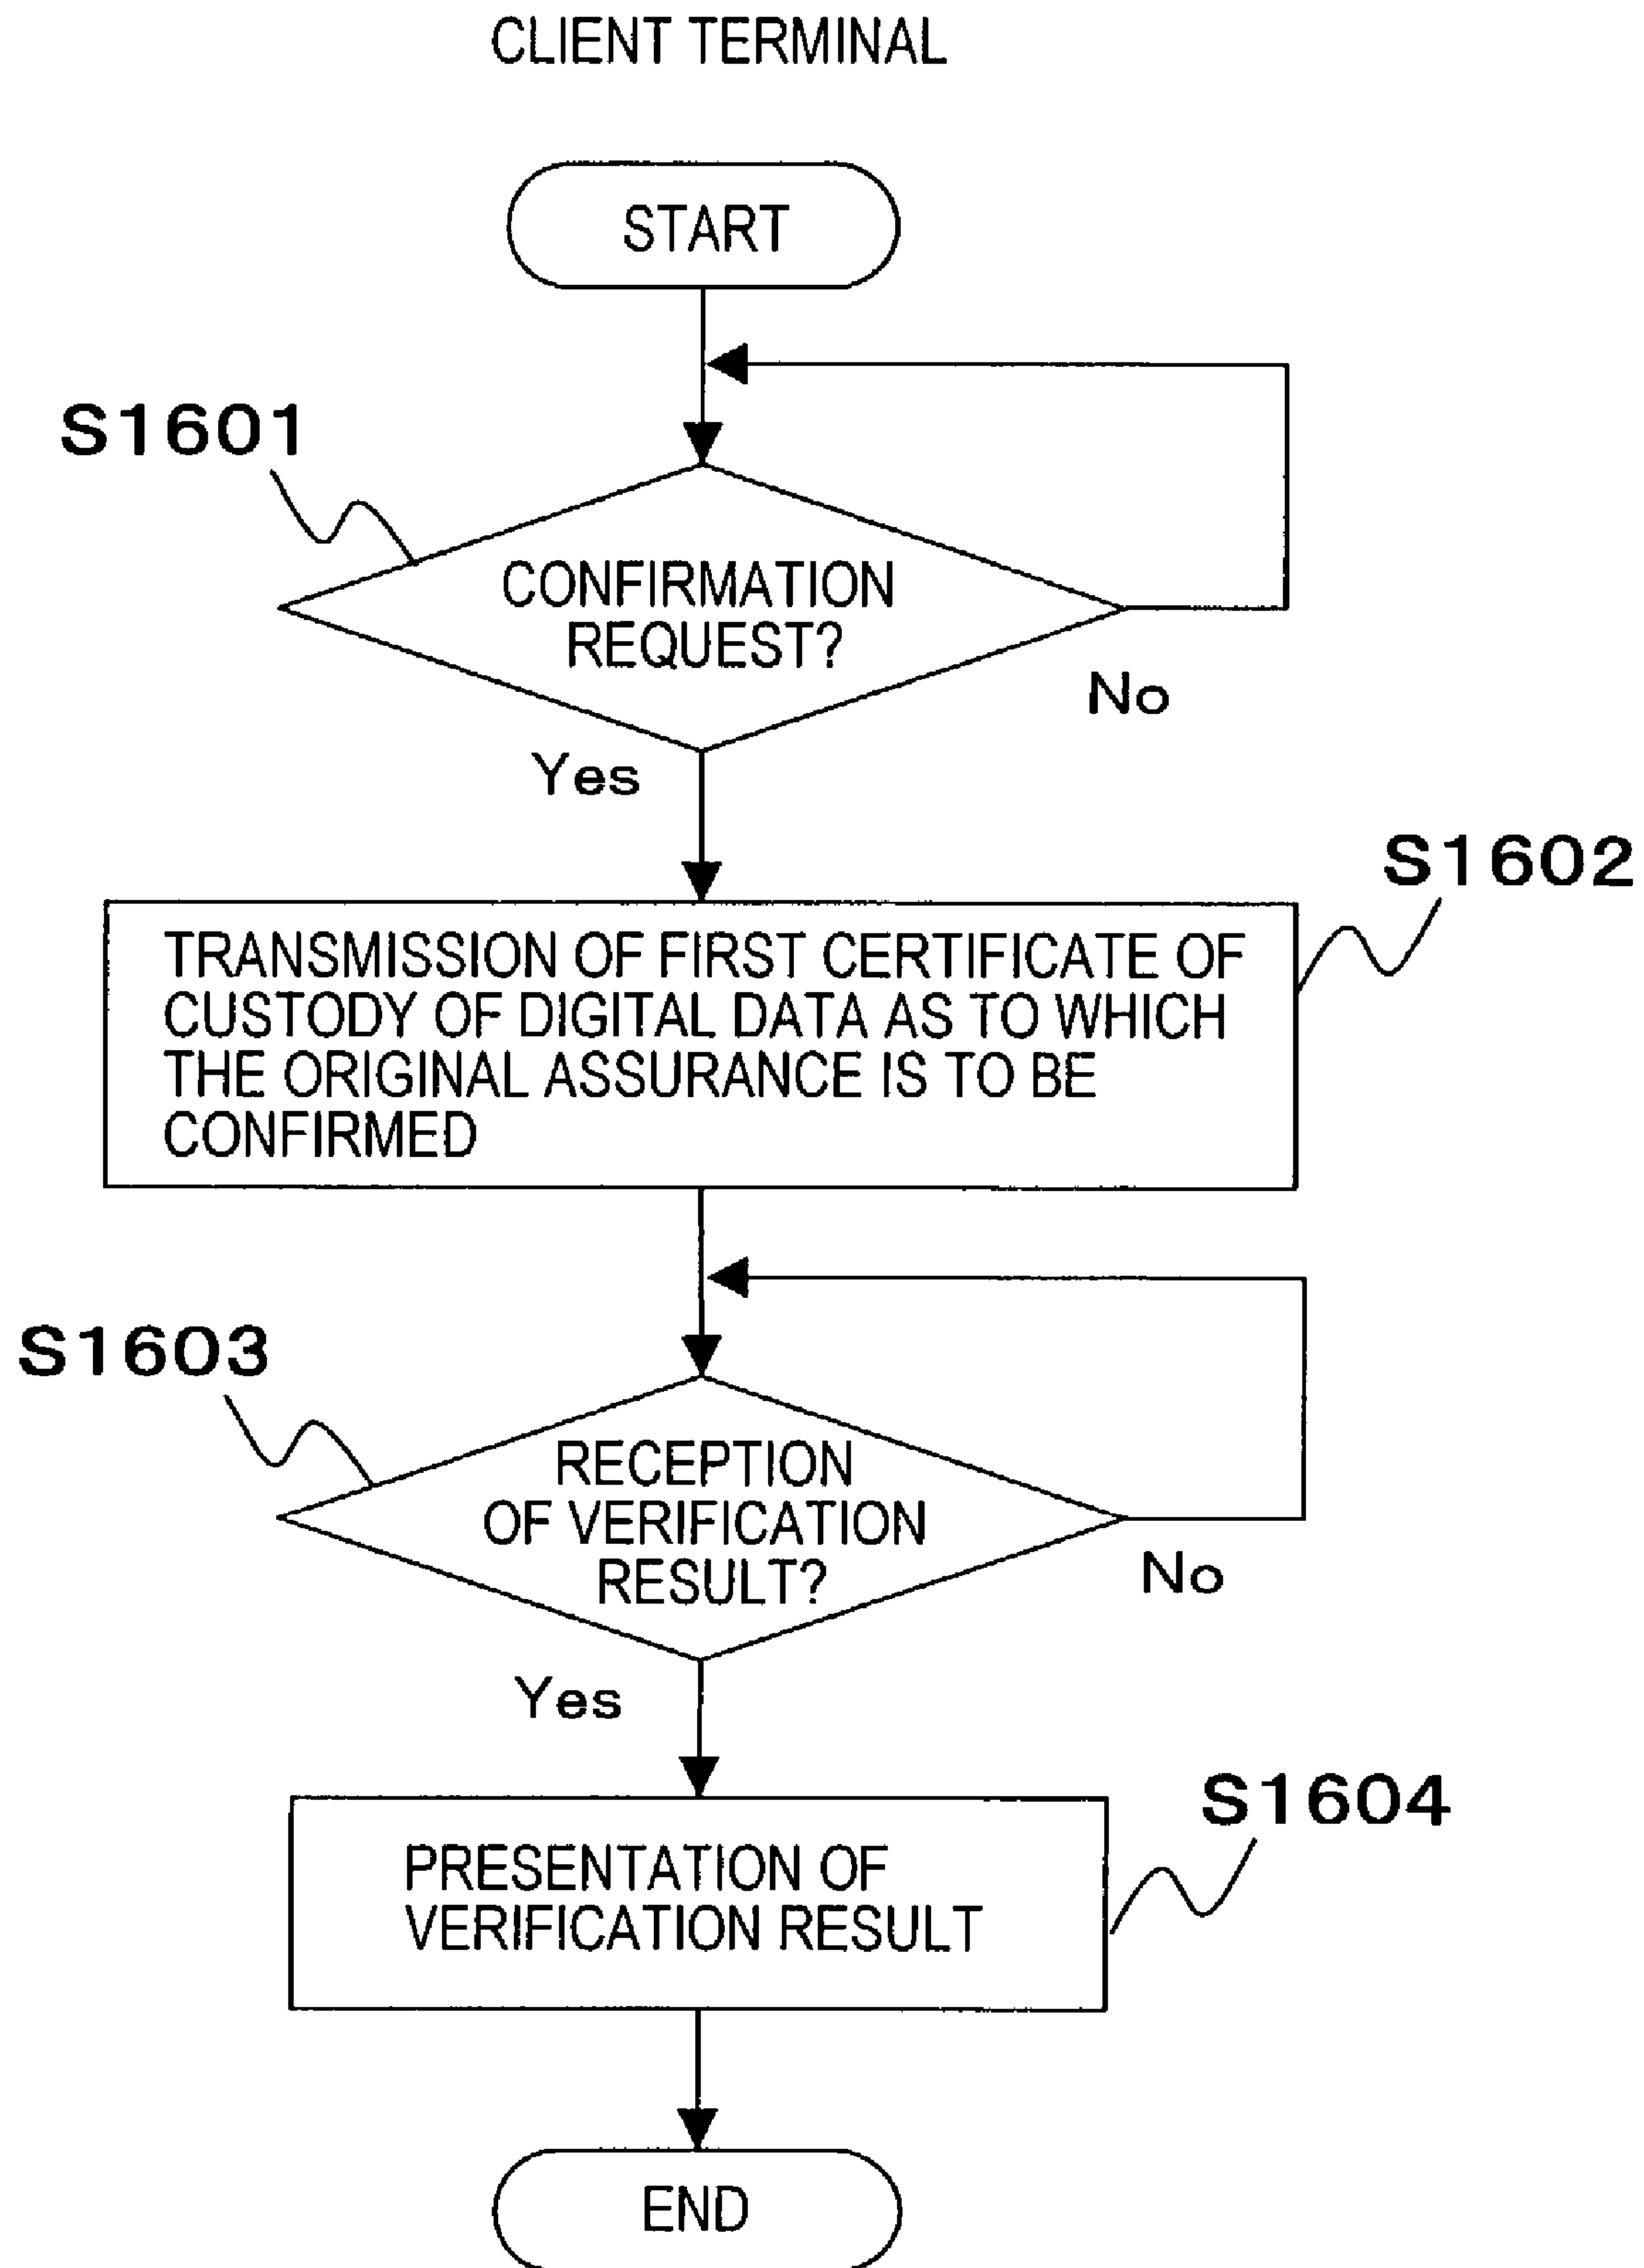 CLIENT TERMINAL
START
S1601
CONFIRMATION
REQUEST?
No
Yes
S1602
TRANSMISSION OF FIRST CERTIFICATE OF
CUSTODY OF DIGITAL DATA AS TO WHICH
THE ORIGINAL ASSURANCE IS TO BE
CONFIRMED
S1603
RECEPTION
OF VERIFICATION
RESULT?
No
Yes
S1604
PRESENTATION OF
VERIFICATION RESULT
END